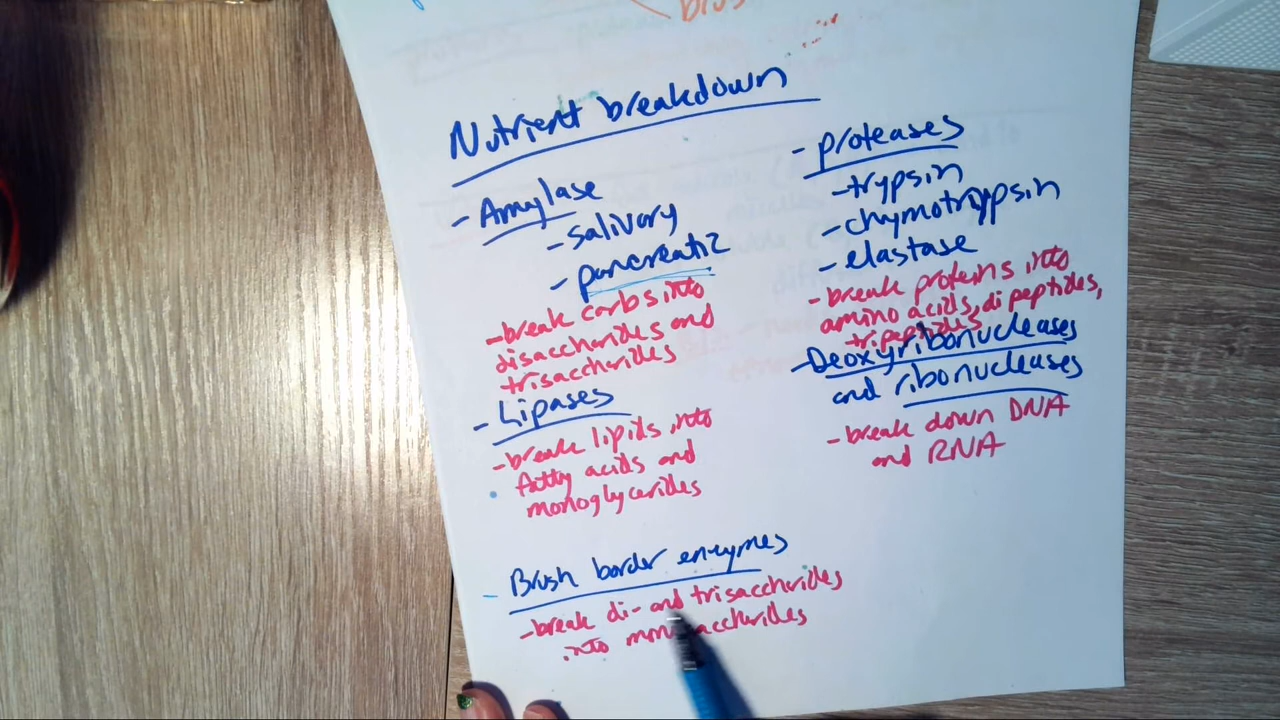 Nutrient breakdown
- Amylase
- salivary
- pancreatic
- break carbs into
disaccharides and
trisaccharides
- Lipases
- break lipids into
fatty acids and
monoglycerides
- proteases
- trypsin
- chymotrypsin
- elastase
- break proteins into
amino acids, dipeptides,
tripeptides
- Deoxyribonucleases
and ribonucleases
- break down DNA
and RNA
- Brush border enzymes
- break di- and trisaccharides
into monosaccharides